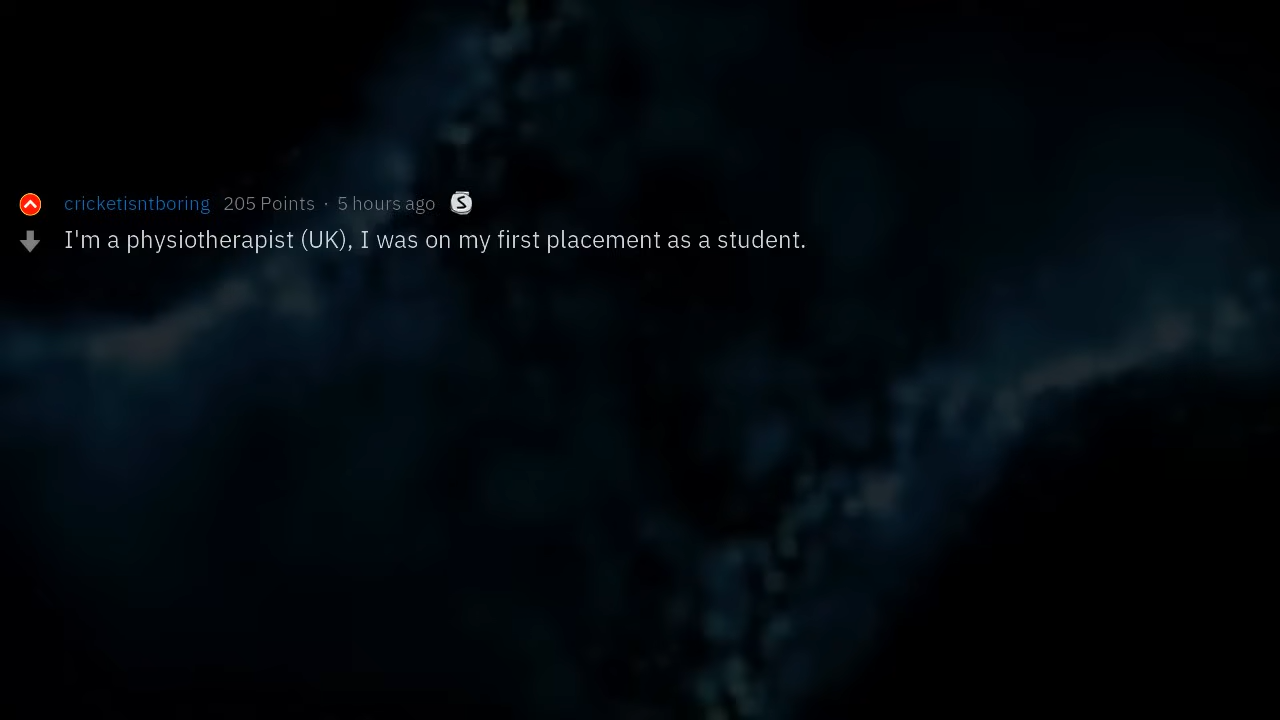 cricketisntboring 205 Points · 5 hours ago S
I'm a physiotherapist (UK), I was on my first placement as a student.